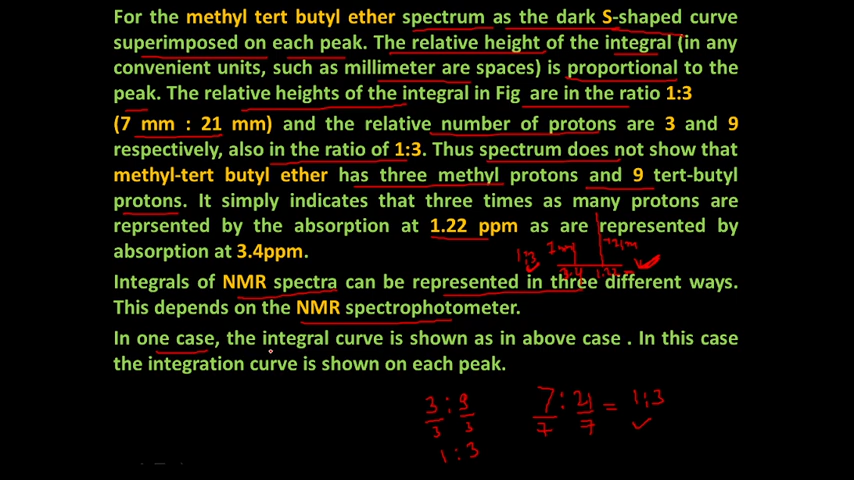 For the methyl tert butyl ether spectrum as the dark S-shaped curve
superimposed on each peak. The relative height of the integral (in any
convenient units, such as millimeter are spaces) is proportional to the
peak. The relative heights of the integral in Fig are in the ratio 1:3
(7 mm : 21 mm) and the relative number of protons are 3 and 9
respectively, also in the ratio of 1:3. Thus spectrum does not show that
methyl-tert butyl ether has three methyl protons and 9 tert-butyl
protons. It simply indicates that three times as many protons are
reprsented by the absorption at 1.22 ppm as are represented by
absorption at 3.4ppm.
1:3 7mm 21m
3.4 1.22
Integrals of NMR spectra can be represented in three different ways.
This depends on the NMR spectrophotometer.
In one case, the integral curve is shown as in above case . In this case
the integration curve is shown on each peak.
3 : 9 7 : 21 = 1:3
3 3 7 7
1 : 3